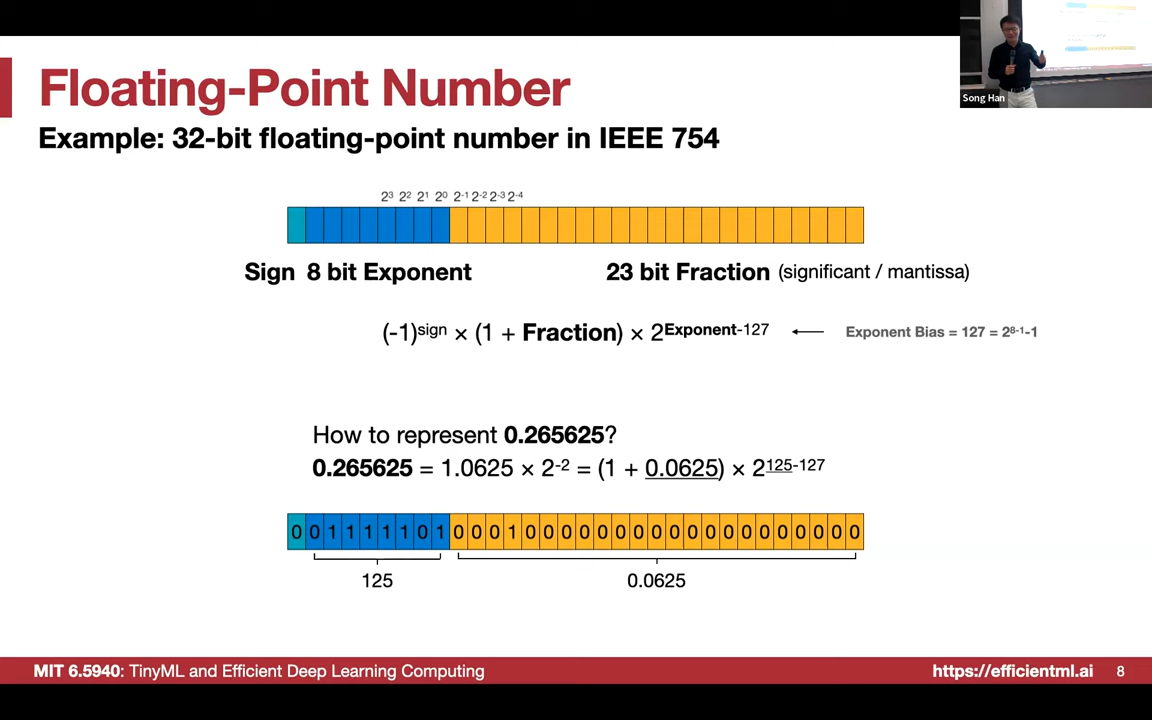 Floating-Point Number
Song Han
Example: 32-bit floating-point number in IEEE 754
2³ 2² 2¹ 2⁰ 2⁻¹ 2⁻² 2⁻³ 2⁻⁴
Sign 8 bit Exponent 23 bit Fraction (significant / mantissa)
(-1)^sign × (1 + Fraction) × 2^Exponent-127 Exponent Bias = 127 = 2⁸⁻¹-1
How to represent 0.265625?
0.265625 = 1.0625 × 2⁻² = (1 + 0.0625) × 2¹²⁵⁻¹²⁷
0 0 1 1 1 1 1 0 1 0 0 0 1 0 0 0 0 0 0 0 0 0 0 0 0 0 0 0 0 0 0 0
125 0.0625
MIT 6.5940: TinyML and Efficient Deep Learning Computing https://efficientml.ai 8